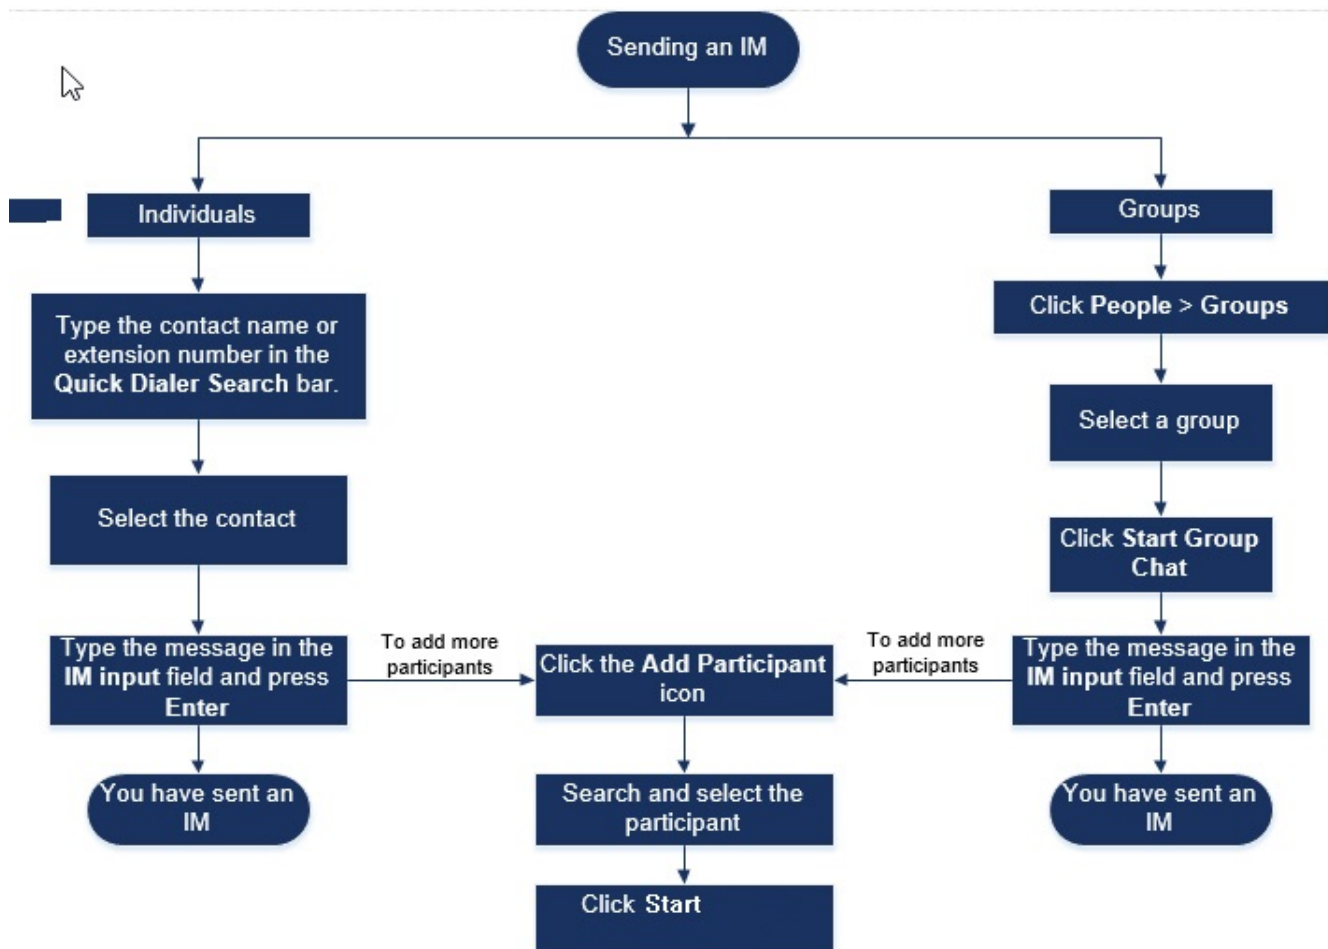 Sending an IM
Individuals
Groups
Type the contact name or
extension number in the
Quick Dialer Search bar.
Click People > Groups
Select a group
Select the contact
Click Start Group
Chat
Type the message in the
IM input field and press
Enter
To add more
participants
Click the Add Participant
icon
To add more
participants
Type the message in the
IM input field and press
Enter
You have sent an
IM
Search and select the
participant
You have sent an
IM
Click Start